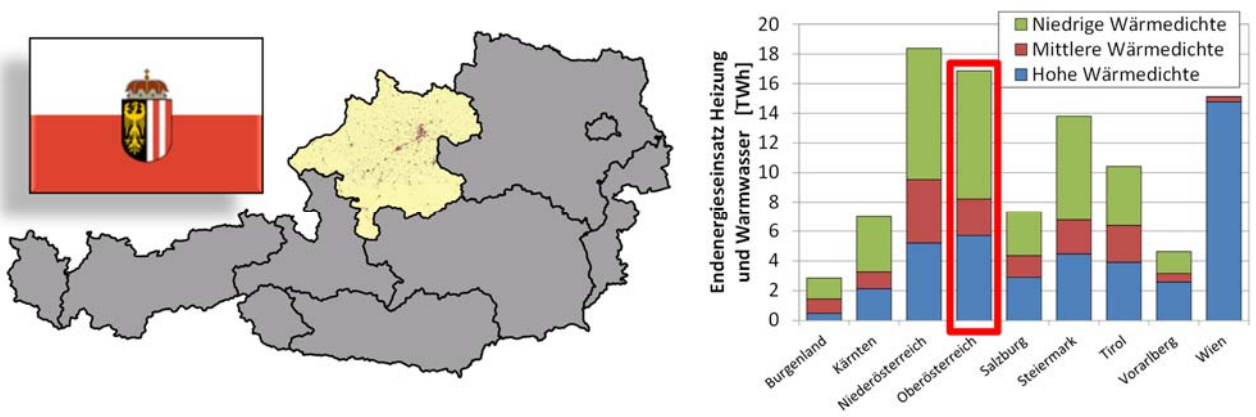 Niedrige Wärmedichte
Mittlere Wärmedichte
Hohe Wärmedichte
Endenergieseinsatz Heizung
und Warmwasser [TWh]
20
18
16
14
12
10
8
6
4
2
0
Burgenland
Kärnten
Niederösterreich
Oberösterreich
Salzburg
Steiermark
Tirol
Vorarlberg
Wien